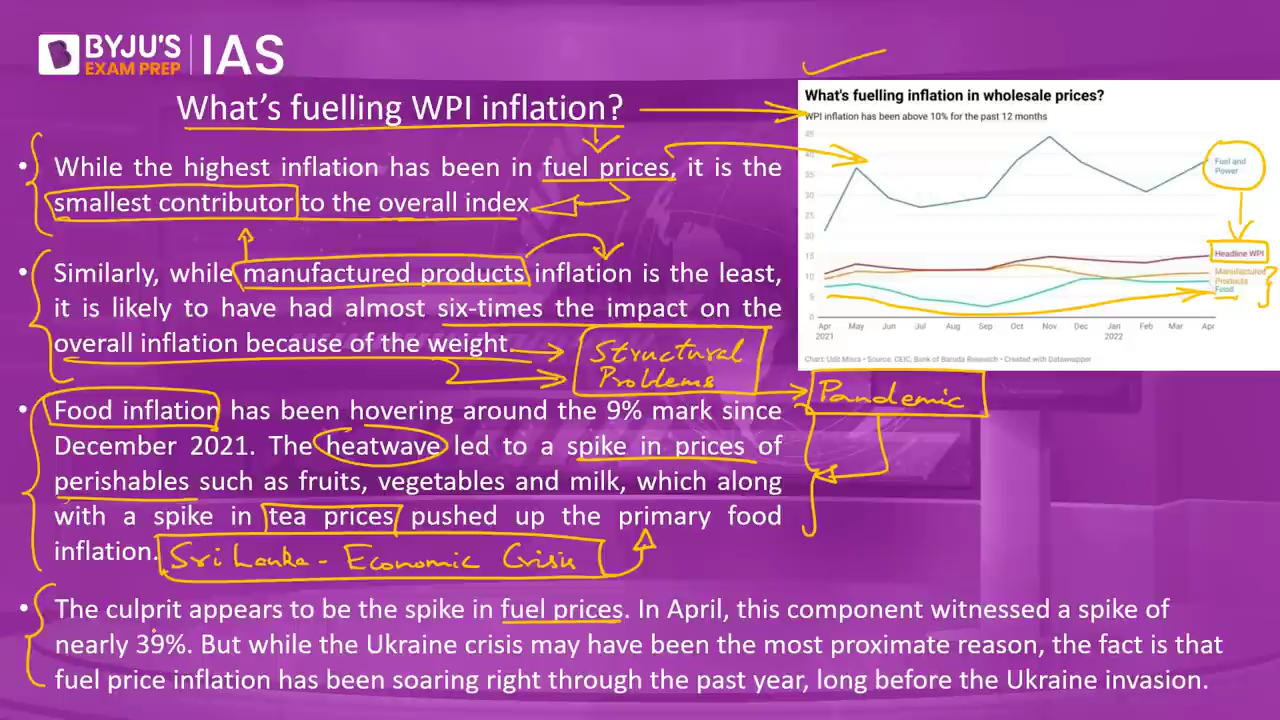 BYJU'S
EXAM PREP
IAS
What's fuelling WPI inflation?
• While the highest inflation has been in fuel prices, it is the
smallest contributor to the overall index.
• Similarly, while manufactured products inflation is the least,
it is likely to have had almost six-times the impact on the
overall inflation because of the weight.
Structural
Problems
Pandemic
• Food inflation has been hovering around the 9% mark since
December 2021. The heatwave led to a spike in prices of
perishables such as fruits, vegetables and milk, which along
with a spike in tea prices pushed up the primary food
inflation.
Sri Lanka - Economic Crisis
• The culprit appears to be the spike in fuel prices. In April, this component witnessed a spike of
nearly 39%. But while the Ukraine crisis may have been the most proximate reason, the fact is that
fuel price inflation has been soaring right through the past year, long before the Ukraine invasion.
What's fuelling inflation in wholesale prices?
WPI inflation has been above 10% for the past 12 months
45
40
35
30
25
20
15
10
5
0
Fuel and
Power
Headline WPI
Manufactured
Products
Food
Apr May Jun Jul Aug Sep Oct Nov Dec Jan Feb Mar Apr
2021 2022
Chart: Udit Misra • Source: CEIC, Bank of Baroda Research • Created with Datawrapper